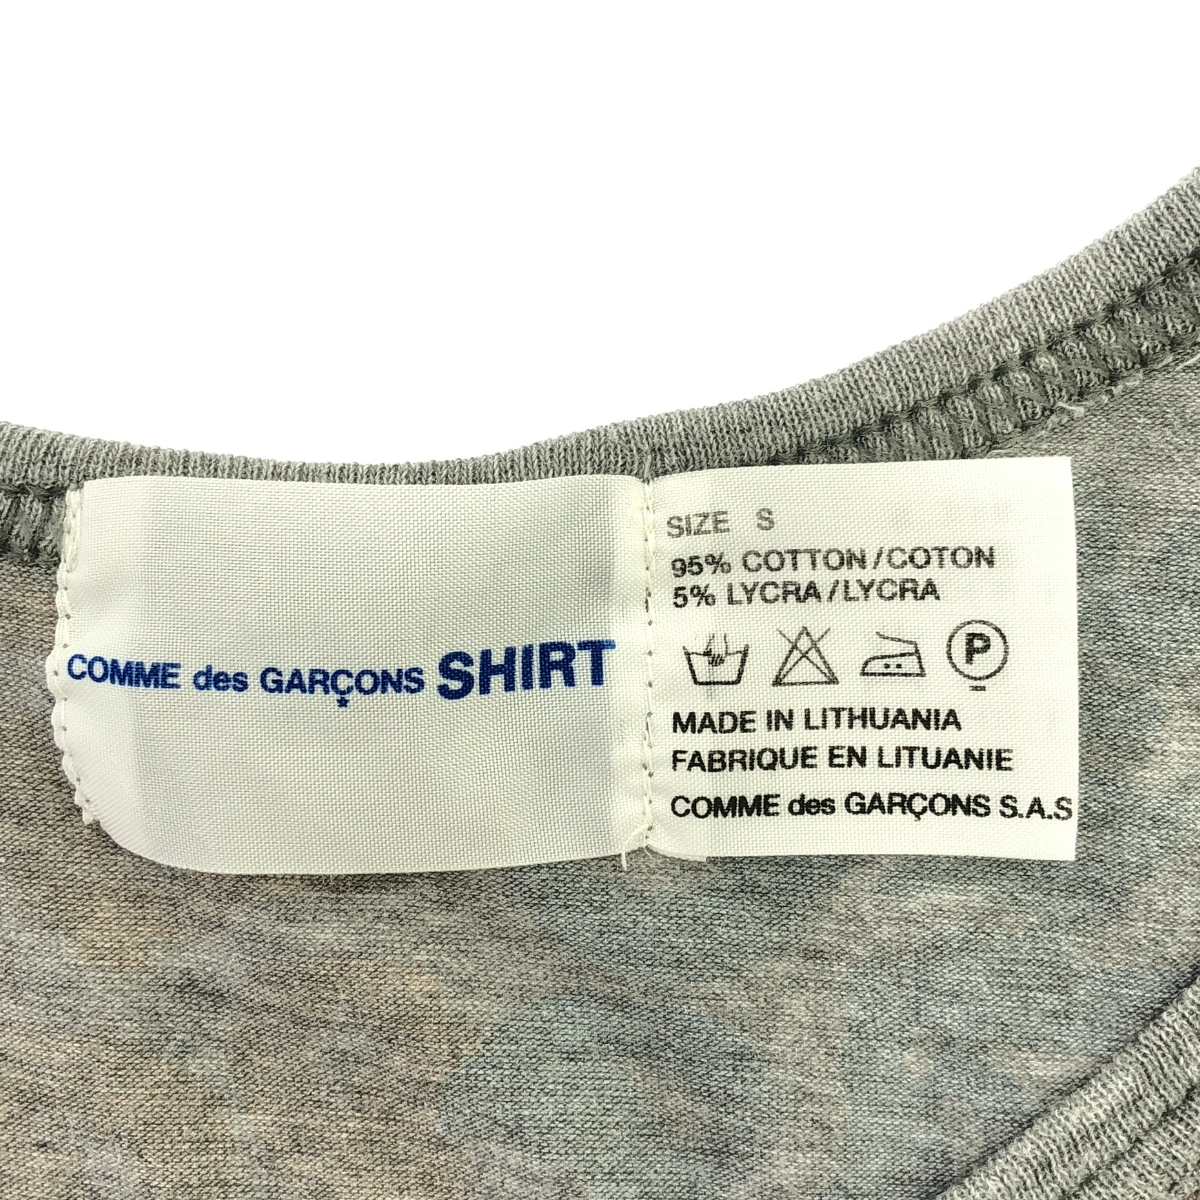 COMME des GARÇONS SHIRT
SIZE S
95% COTTON/COTON
5% LYCRA/LYCRA
P
MADE IN LITHUANIA
FABRIQUE EN LITUANIE
COMME des GARÇONS S.A.S